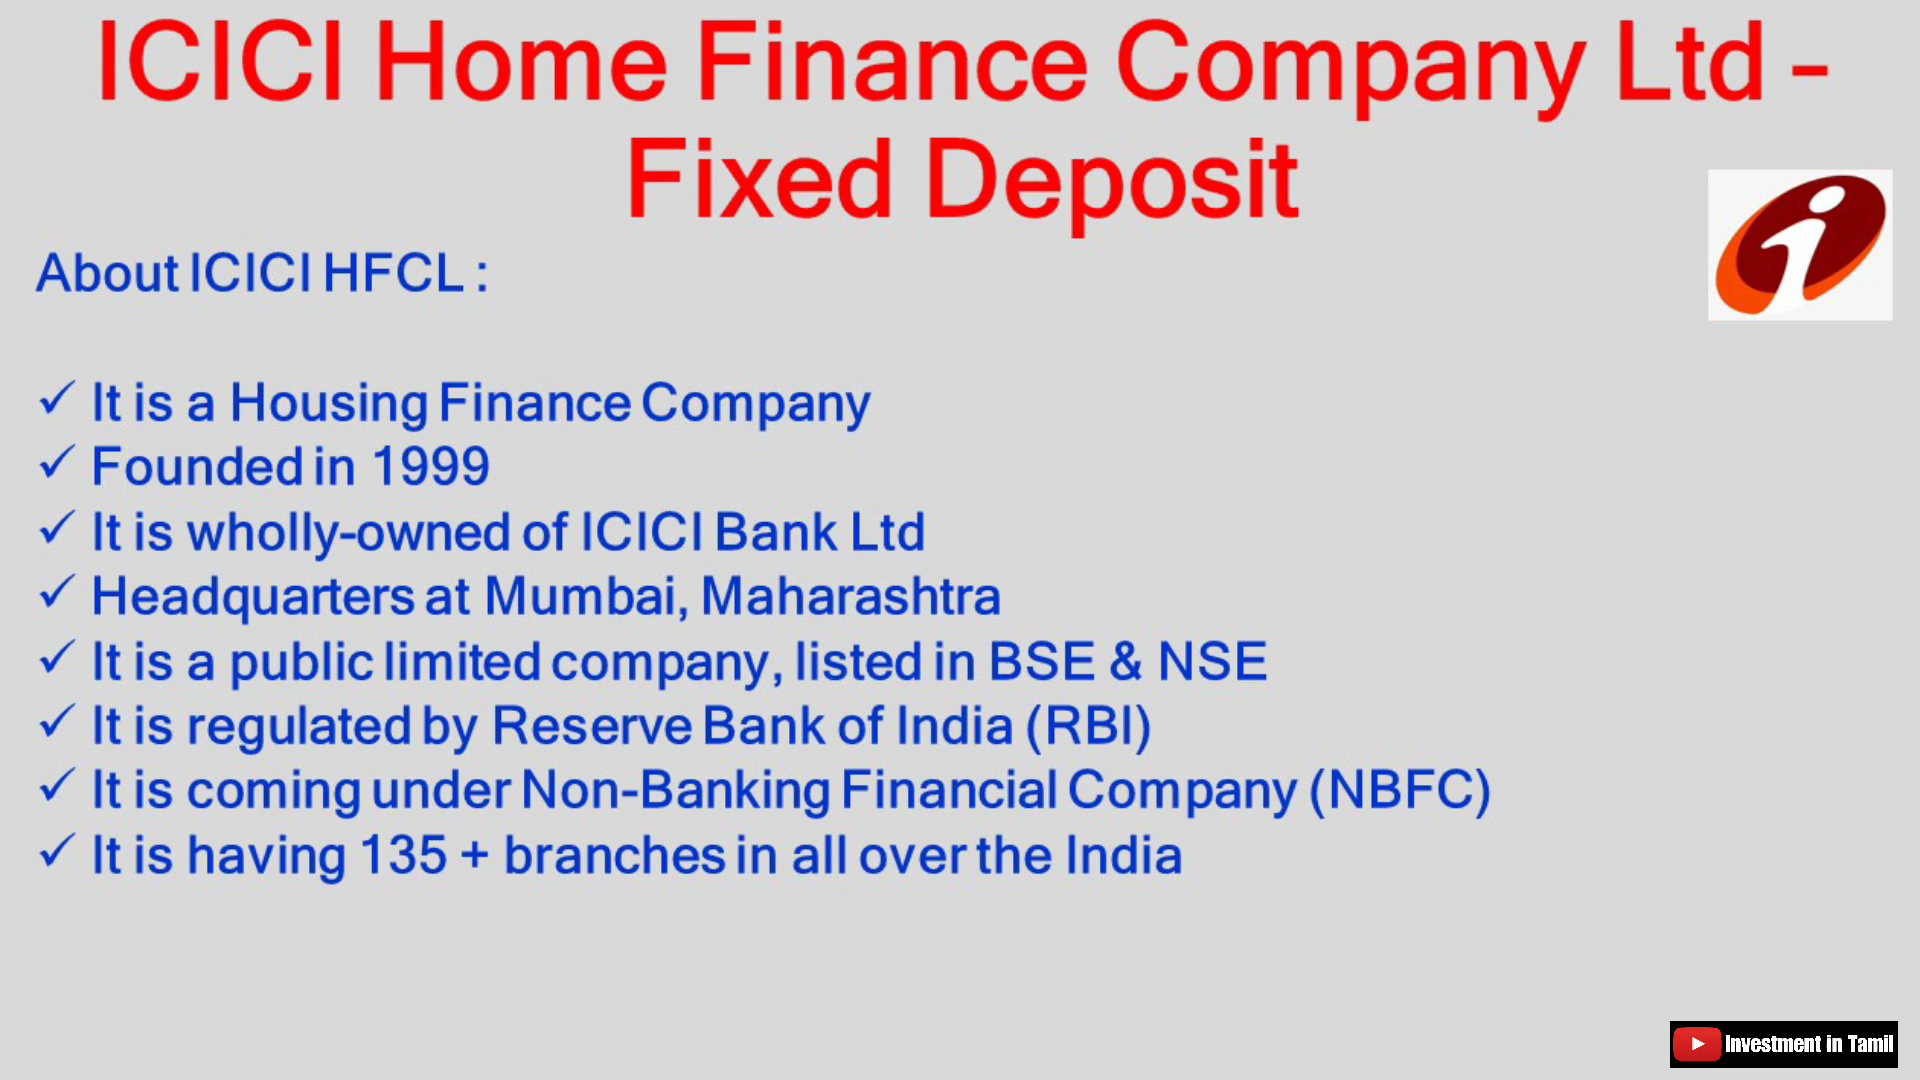 ICICI Home Finance Company Ltd -
Fixed Deposit
About ICICI HFCL :
✓ It is a Housing Finance Company
✓ Founded in 1999
✓ It is wholly-owned of ICICI Bank Ltd
✓ Headquarters at Mumbai, Maharashtra
✓ It is a public limited company, listed in BSE & NSE
✓ It is regulated by Reserve Bank of India (RBI)
✓ It is coming under Non-Banking Financial Company (NBFC)
✓ It is having 135 + branches in all over the India
Investment in Tamil